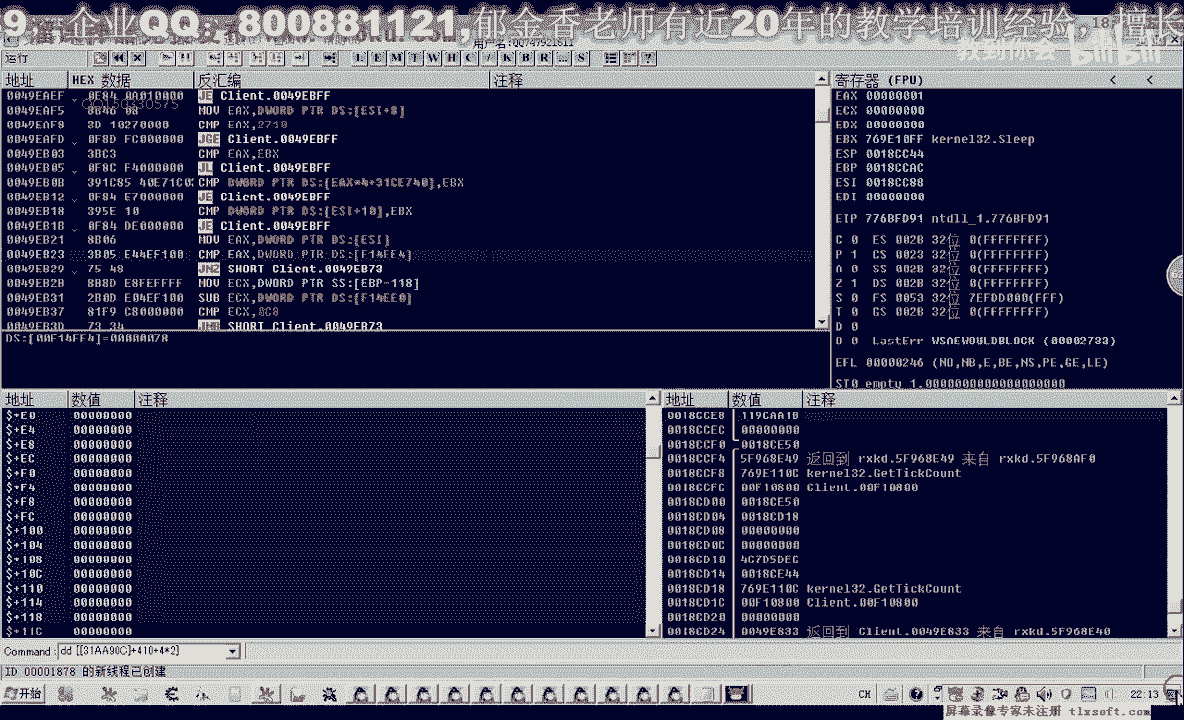 9，企业QQ：800881121,郁金香老师有近20年的教学培训经验，擅长
运行
地址 HEX 数据 反汇编 注释
0049EAEF 0F84 0A010000 JE Client.0049EBFF
0049EAF5 8B46 08 MOV EAX,DWORD PTR DS:[ESI+8]
0049EAF8 3D 10270000 CMP EAX,2710
0049EAFD 0F8D FC000000 JGE Client.0049EBFF
0049EB03 3BC3 CMP EAX,EBX
0049EB05 0F8C F4000000 JL Client.0049EBFF
0049EB0B 391C85 40E71C0 CMP DWORD PTR DS:[EAX*4+31CE740],EBX
0049EB12 0F84 E7000000 JE Client.0049EBFF
0049EB18 395E 10 CMP DWORD PTR DS:[ESI+10],EBX
0049EB1B 0F84 DE000000 JE Client.0049EBFF
0049EB21 8B06 MOV EAX,DWORD PTR DS:[ESI]
0049EB23 3B05 E44EF100 CMP EAX,DWORD PTR DS:[F14EE4]
0049EB29 75 48 JNZ SHORT Client.0049EB73
0049EB2B 8B8D E8FEFFFF MOV ECX,DWORD PTR SS:[EBP-118]
0049EB31 2B0D E04EF100 SUB ECX,DWORD PTR DS:[F14EE0]
0049EB37 81F9 C8000000 CMP ECX,0C8
0049EB3D 73 34 JNB SHORT Client.0049EB73
DS:[00F14EE4]=00000078
寄存器 (FPU) < <
EAX 00000001
ECX 00000000
EDX 00000000
EBX 769E10FF kernel32.Sleep
ESP 0018CC44
EBP 0018CCAC
ESI 0018CC88
EDI 00000000
EIP 776BFD91 ntdll_1.776BFD91
C 0 ES 002B 32位 0(FFFFFFFF)
P 1 CS 0023 32位 0(FFFFFFFF)
A 0 SS 002B 32位 0(FFFFFFFF)
Z 1 DS 002B 32位 0(FFFFFFFF)
S 0 FS 0053 32位 7EFDD000(FFF)
T 0 GS 002B 32位 0(FFFFFFFF)
D 0
O 0 LastErr WSAEWOULDBLOCK (00002733)
EFL 00000246 (NO,NB,E,BE,NS,PE,GE,LE)
ST0 empty 1.0000000000000000000
地址 数值 注释
$+E0 00000000
$+E4 00000000
$+E8 00000000
$+EC 00000000
$+F0 00000000
$+F4 00000000
$+F8 00000000
$+FC 00000000
$+100 00000000
$+104 00000000
$+108 00000000
$+10C 00000000
$+110 00000000
$+114 00000000
$+118 00000000
$+11C 00000000
地址 数值 注释
0018CCE8 119CAA18
0018CCEC 00000000
0018CCF0 0018CE50
0018CCF4 5F968E49 返回到 rxkd.5F968E49 来自 rxkd.5F968AF0
0018CCF8 769E110C kernel32.GetTickCount
0018CCFC 00F10800 Client.00F10800
0018CD00 0018CE50
0018CD04 0018CD18
0018CD08 00000000
0018CD0C 00000000
0018CD10 4C7D5DEC
0018CD14 0018CE44
0018CD18 769E110C kernel32.GetTickCount
0018CD1C 00F10800 Client.00F10800
0018CD20 00000000
0018CD24 0049E833 返回到 Client.0049E833 来自 rxkd.5F968E40
Command: dd [[31AA90C]+410+4*2]
ID 00001878 的新线程已创建
开始 CH 22:13
屏幕录像专家未注册 tlxsoft.com